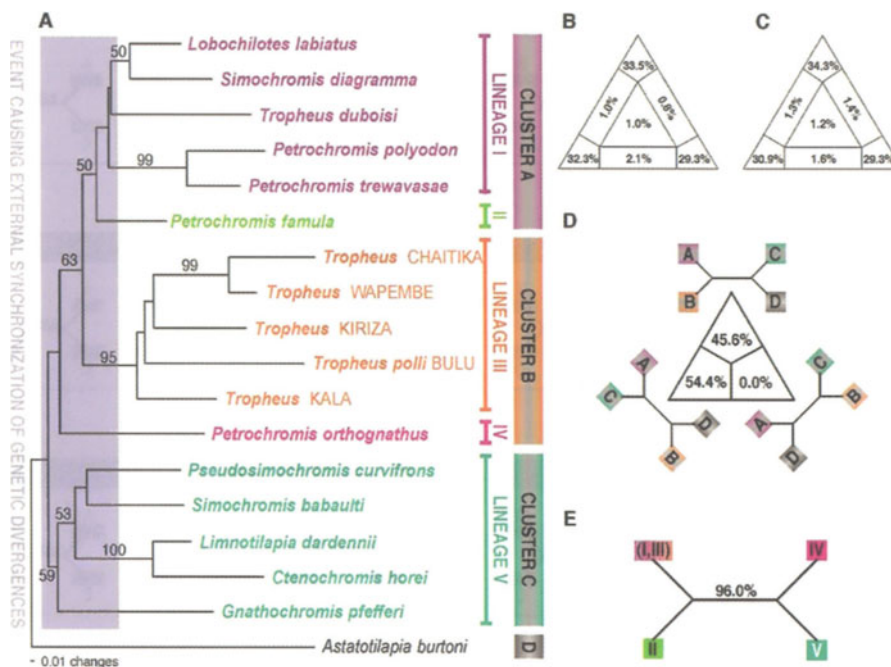 A
EVENT CAUSING EXTERNAL SYNCHRONIZATION OF GENETIC DIVERGENCES
50
Lobochilotes labiatus
Simochromis diagramma
Tropheus duboisi
50
99
Petrochromis polyodon
Petrochromis trewavasae
Petrochromis famula
63
99
Tropheus CHAITIKA
Tropheus WAPEMBE
Tropheus KIRIZA
95
Tropheus polli BULU
Tropheus KALA
Petrochromis orthognathus
Pseudosimochromis curvifrons
53
Simochromis babaulti
100
Limnotilapia dardennii
Ctenochromis horei
59
Gnathochromis pfefferi
Astatotilapia burtoni
- 0.01 changes
LINEAGE I
II
LINEAGE III
IV
LINEAGE V
CLUSTER A
CLUSTER B
CLUSTER C
D
B
33.5%
1.0%
0.8%
1.0%
32.3%
2.1%
29.3%
C
34.3%
1.3%
1.4%
1.2%
30.9%
1.6%
29.3%
D
A
C
B
D
45.6%
54.4%
0.0%
A
C
D
B
C
B
A
D
E
(I,III)
IV
96.0%
II
V